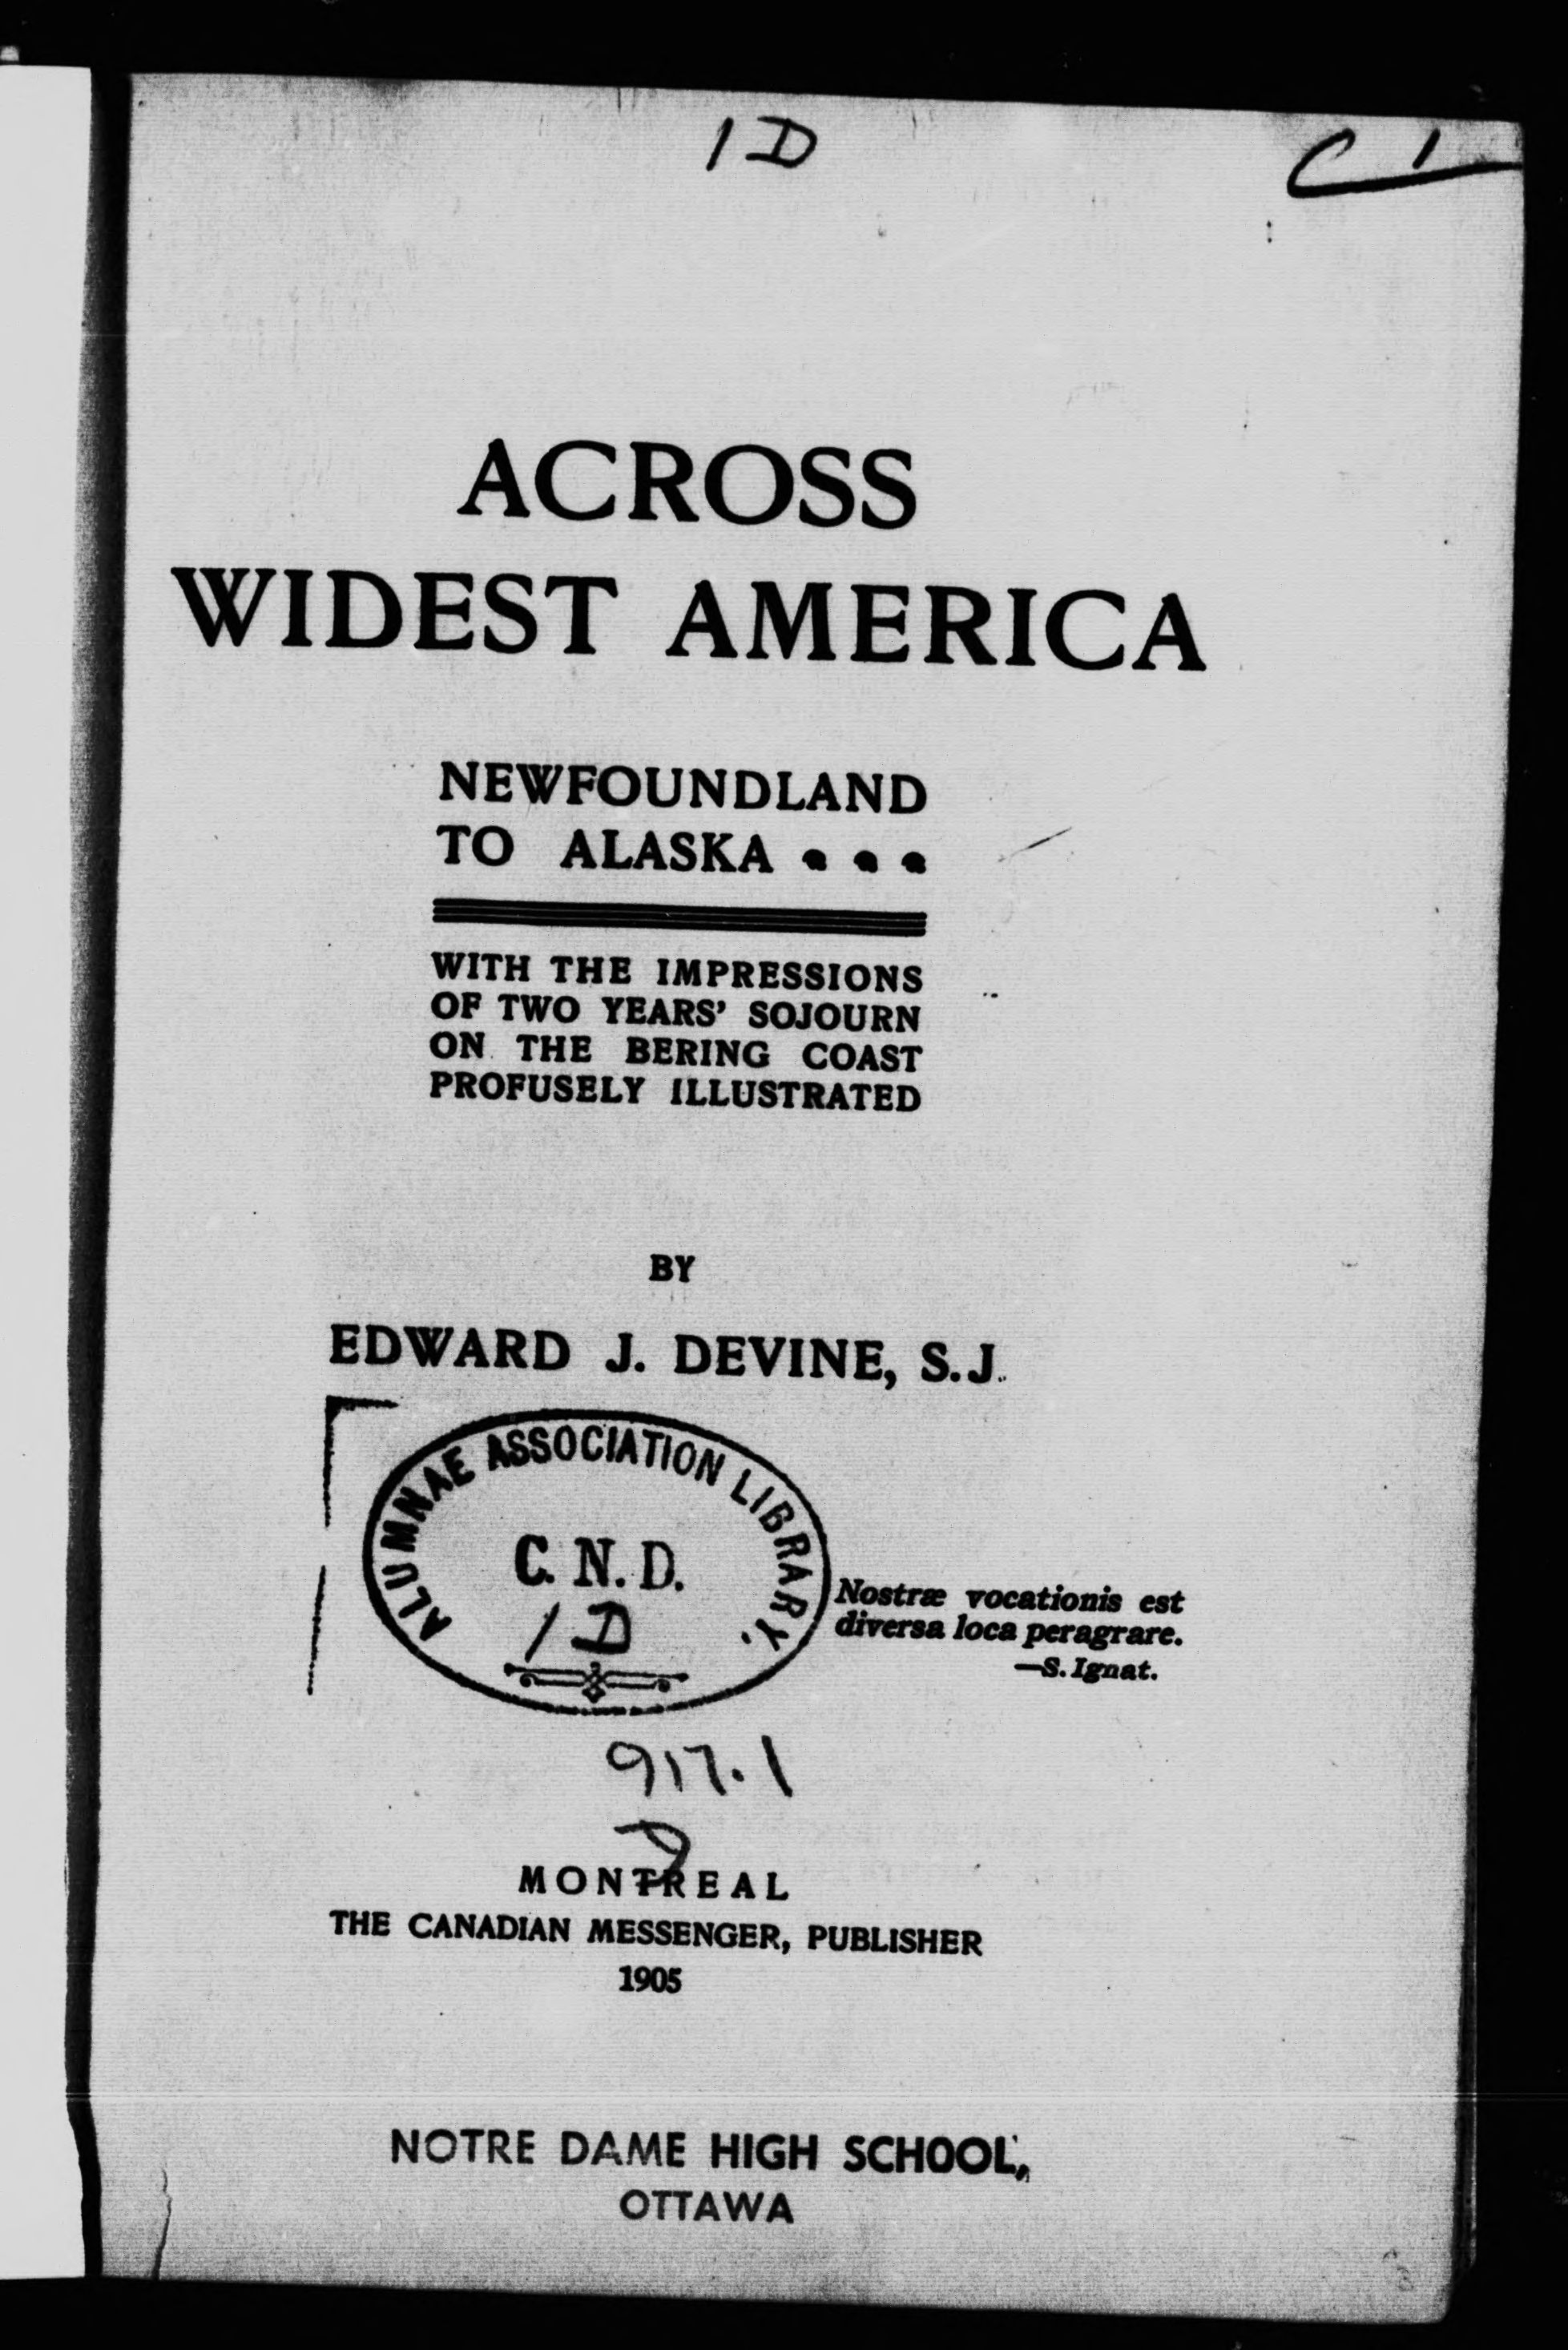 1D
C 1
ACROSS
WIDEST AMERICA
NEWFOUNDLAND
TO ALASKA • • •
WITH THE IMPRESSIONS
OF TWO YEARS' SOJOURN
ON THE BERING COAST
PROFUSELY ILLUSTRATED
BY
EDWARD J. DEVINE, S.J.
ALUMNAE ASSOCIATION LIBRARY.
C. N. D.
1D
Nostræ vocationis est
diversa loca peragrare.
—S. Ignat.
917.1
D
MONTREAL
THE CANADIAN MESSENGER, PUBLISHER
1905
NOTRE DAME HIGH SCHOOL,
OTTAWA